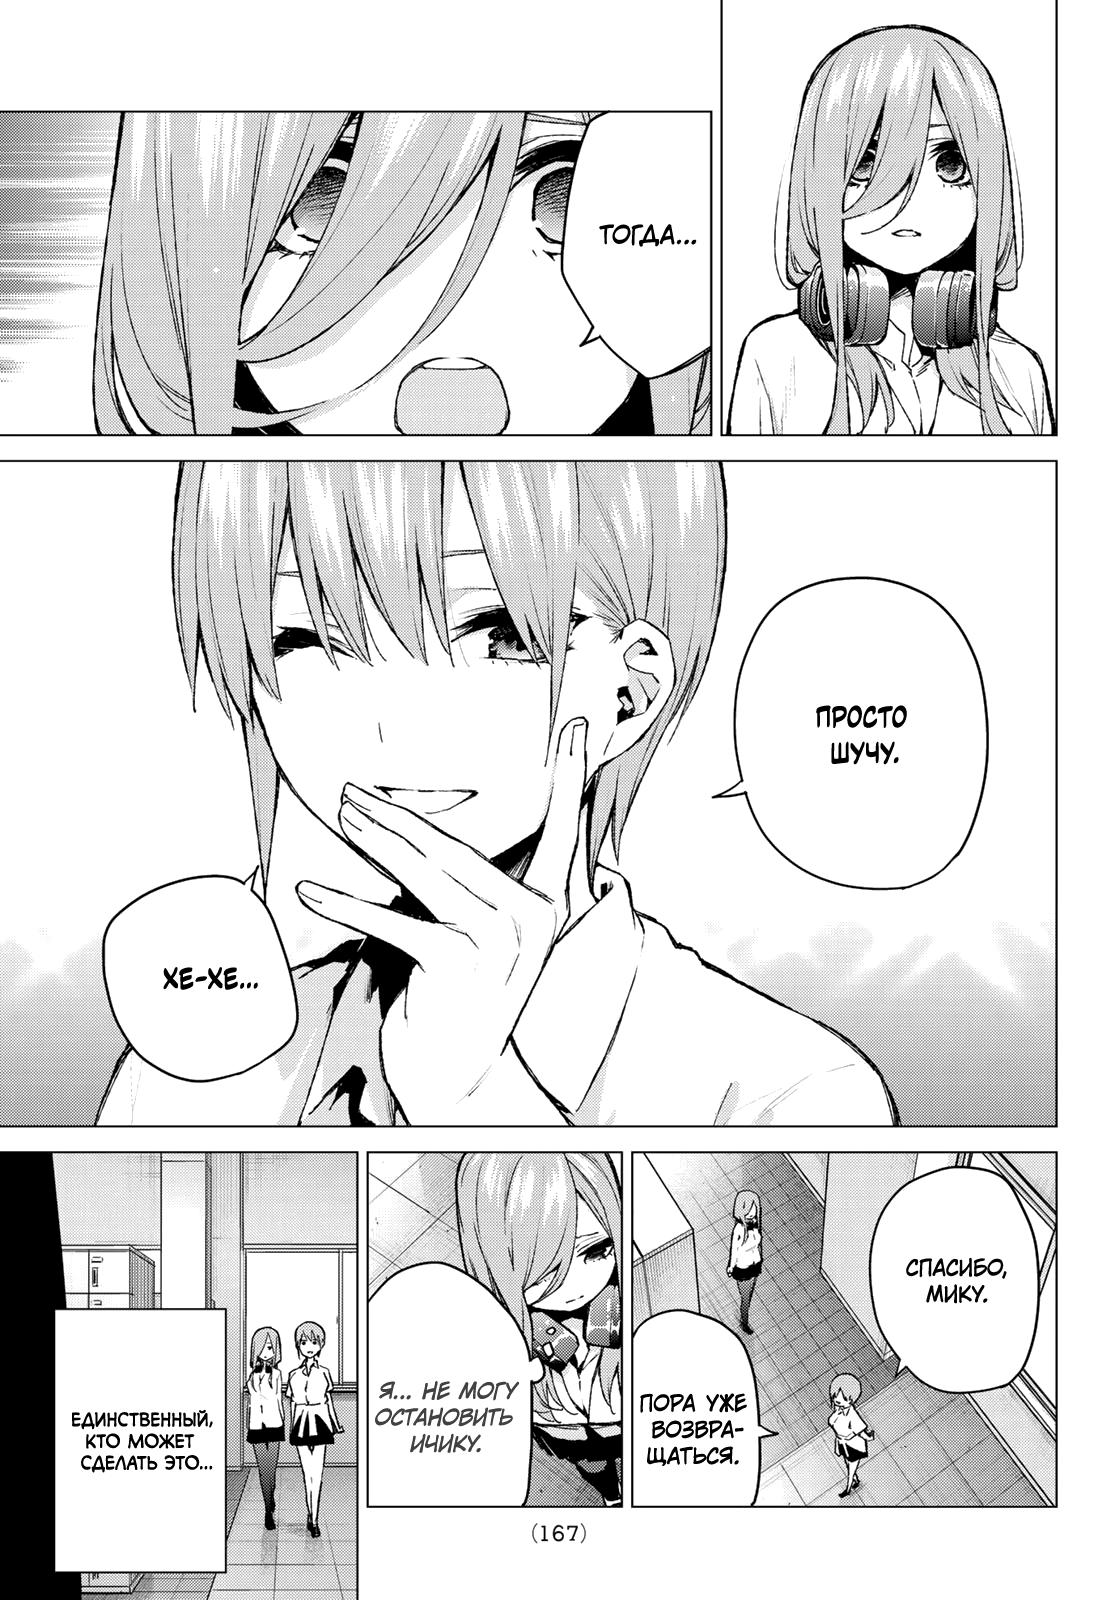 ТОГДА...
ПРОСТО
ШУЧУ.
ХЕ-ХЕ...
СПАСИБО,
МИКУ.
ПОРА УЖЕ
ВОЗВРА-
ЩАТЬСЯ.
Я... НЕ МОГУ
ОСТАНОВИТЬ
ИЧИКУ.
ЕДИНСТВЕННЫЙ,
КТО МОЖЕТ
СДЕЛАТЬ ЭТО...
(167)